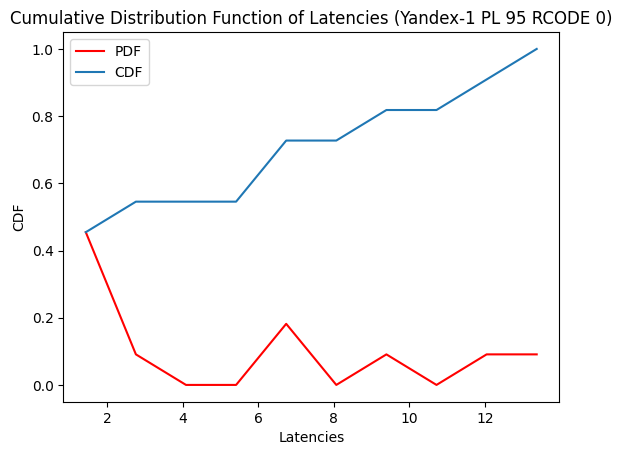 Cumulative Distribution Function of Latencies (Yandex-1 PL 95 RCODE 0)
PDF
CDF
1.0
0.8
0.6
0.4
0.2
0.0
CDF
2 4 6 8 10 12
Latencies